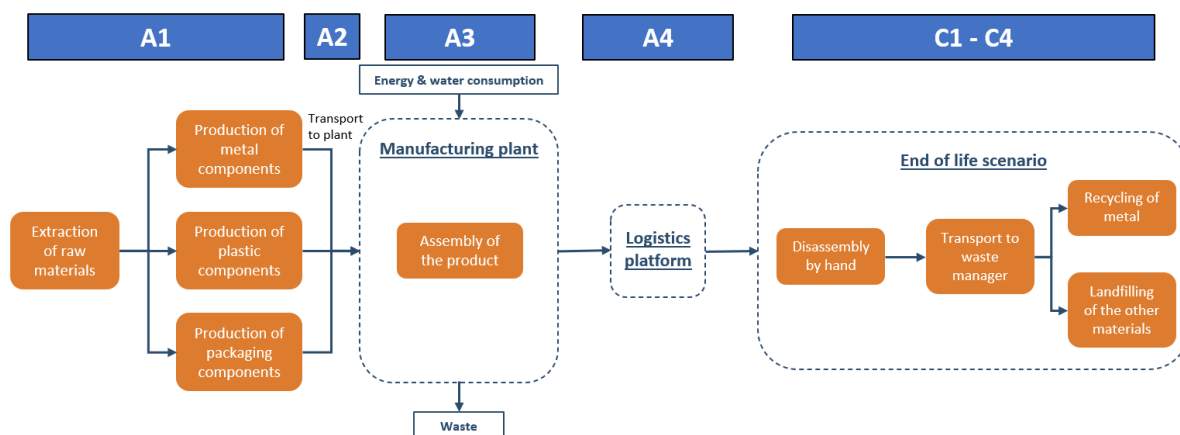 A1
A2
A3
A4
C1 - C4
Energy & water consumption
Transport
to plant
Production of
metal
components
Manufacturing plant
End of life scenario
Recycling of
metal
Extraction
of raw
materials
Production of
plastic
components
Assembly of
the product
Logistics
platform
Disassembly
by hand
Transport to
waste
manager
Landfilling
of the other
materials
Production of
packaging
components
Waste